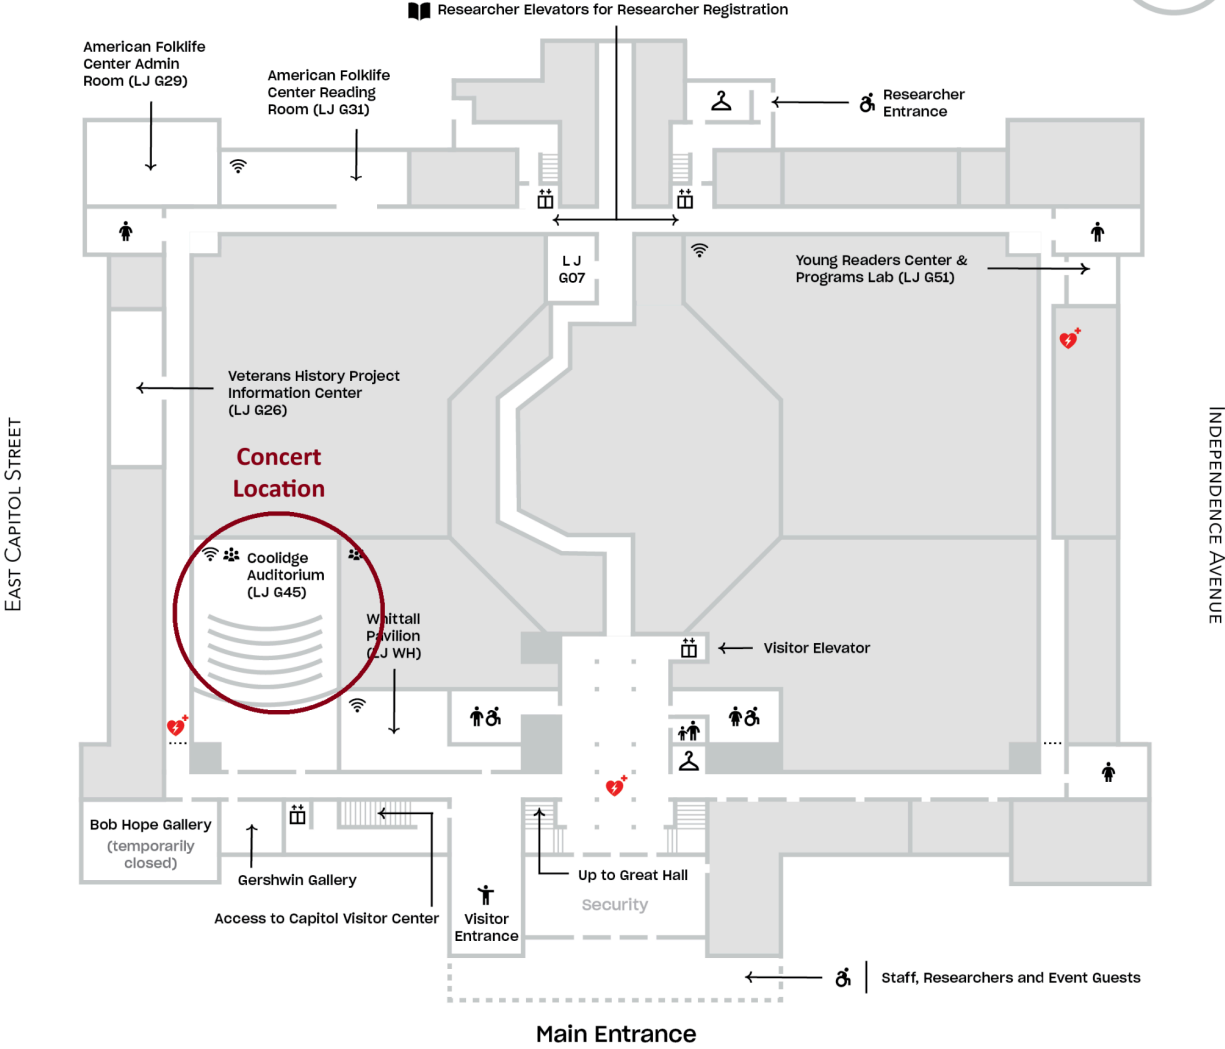 Researcher Elevators for Researcher Registration
American Folklife
Center Admin
Room (LJ G29)
American Folklife
Center Reading
Room (LJ G31)
Researcher
Entrance
L J
G07
Young Readers Center &
Programs Lab (LJ G51)
Veterans History Project
Information Center
(LJ G26)
EAST CAPITOL STREET
INDEPENDENCE AVENUE
Concert
Location
Coolidge
Auditorium
(LJ G45)
Whittall
Pavilion
(LJ WH)
Visitor Elevator
Bob Hope Gallery
(temporarily
closed)
Gershwin Gallery
Up to Great Hall
Security
Access to Capitol Visitor Center
Visitor
Entrance
Staff, Researchers and Event Guests
Main Entrance